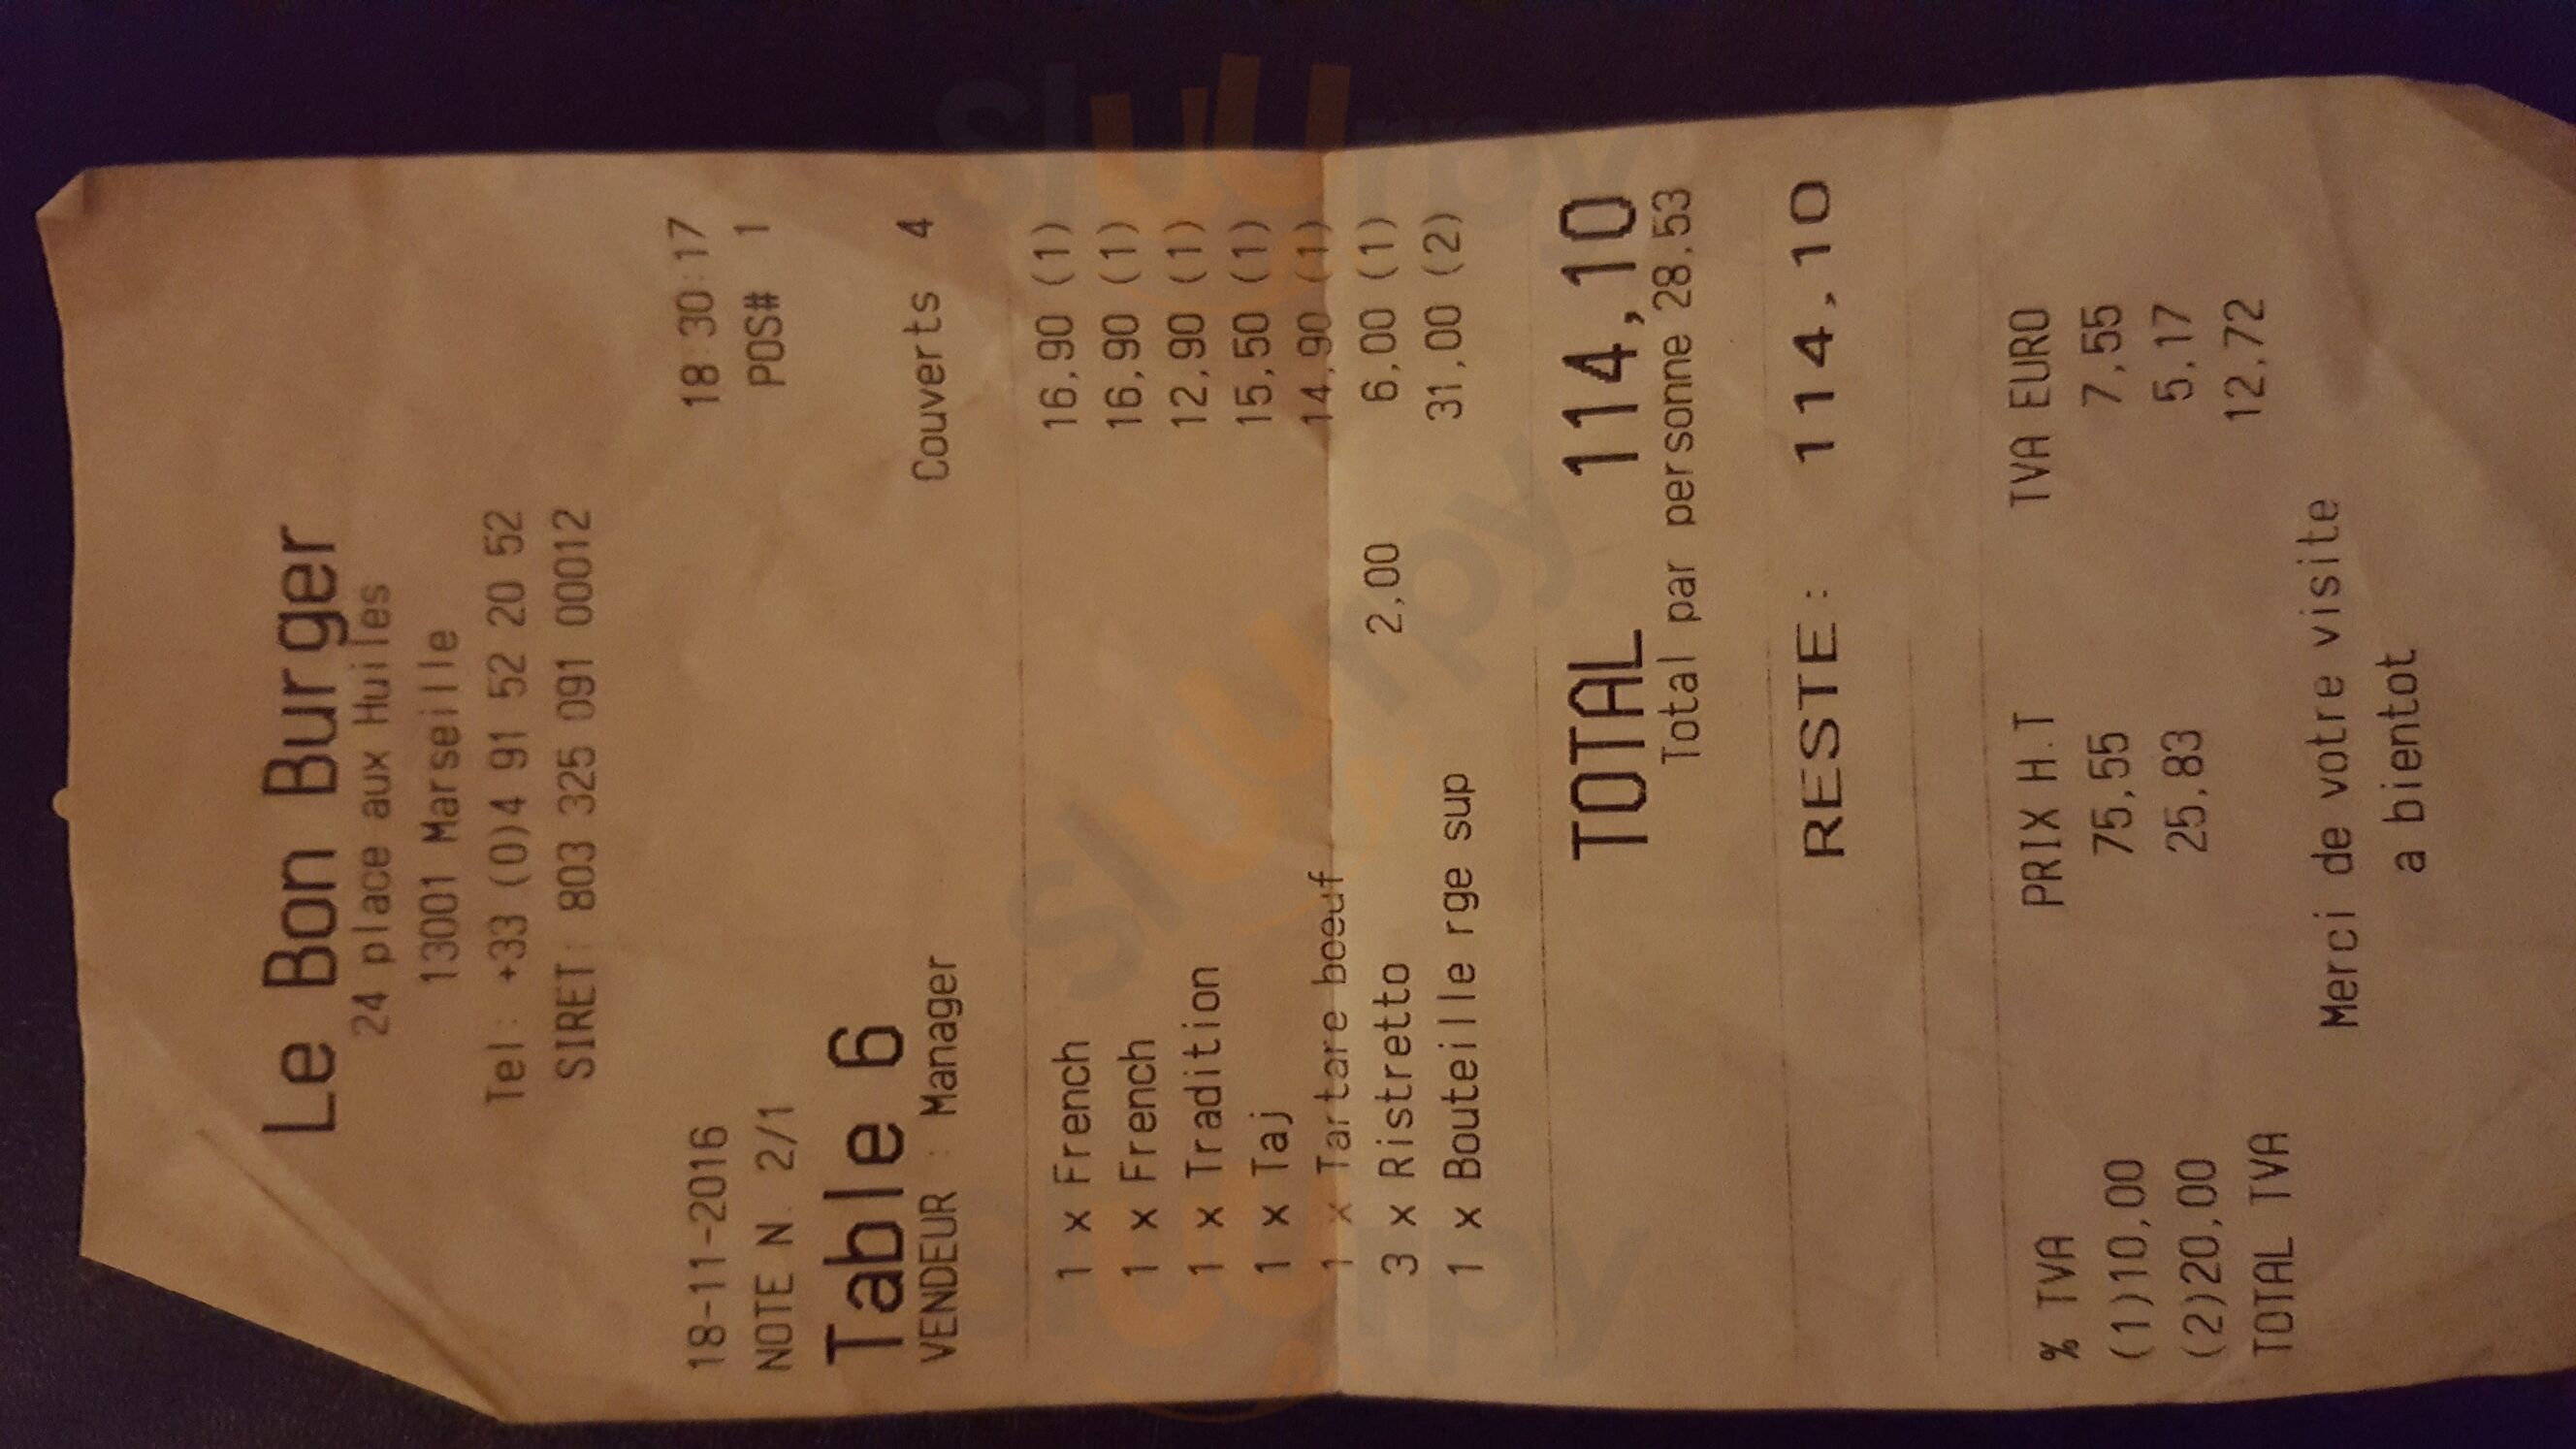 Le Bon Burger
24 place aux Huiles
13001 Marseille
Tel: +33 (0)4 91 52 20 52
SIRET: 803 325 091 00012
18-11-2016 18:30:17
NOTE N. 2/1 POS# 1
Table 6
VENDEUR : Manager Couverts 4
1 x French 16,90 (1)
1 x French 16,90 (1)
1 x Tradition 12,90 (1)
1 x Taj 15,50 (1)
1 x Tartare boeuf 14,90 (1)
3 x Ristretto 2,00 6,00 (1)
1 x Bouteille rge sup 31,00 (2)
TOTAL 114,10
Total par personne 28,53
RESTE: 114,10
% TVA PRIX H.T TVA EURO
(1)10,00 75,55 7,55
(2)20,00 25,83 5,17
TOTAL TVA 12,72
Merci de votre visite
a bientot
Sluurpy
Sluurpy
Sluurpy